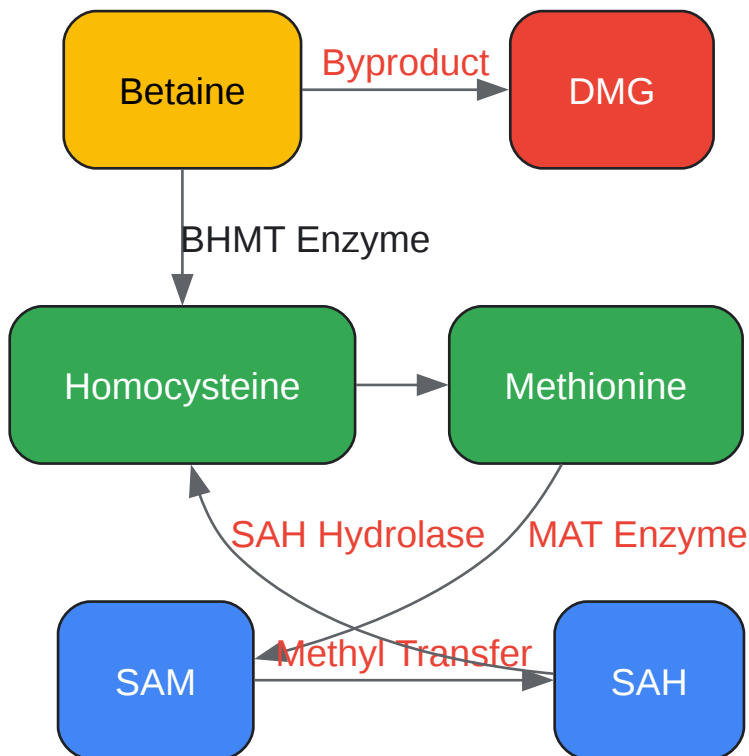 Byproduct
Betaine
DMG
BHMT Enzyme
Homocysteine
Methionine
SAH Hydrolase
MAT Enzyme
Methyl Transfer
SAM
SAH